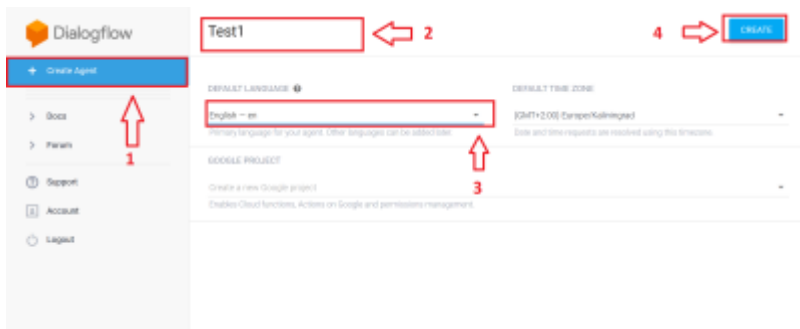 Dialogflow
Test1
2
4
CREATE
+ Create Agent
1
DEFAULT LANGUAGE
DEFAULT TIME ZONE
English — en
(GMT+2:00) Europe/Kaliningrad
Primary language for your agent. Other languages can be added later.
Date and time requests are resolved using this timezone.
3
> Docs
> Forum
GOOGLE PROJECT
Create a new Google project
Enables Cloud functions, Actions on Google and permissions management
Support
Account
Logout